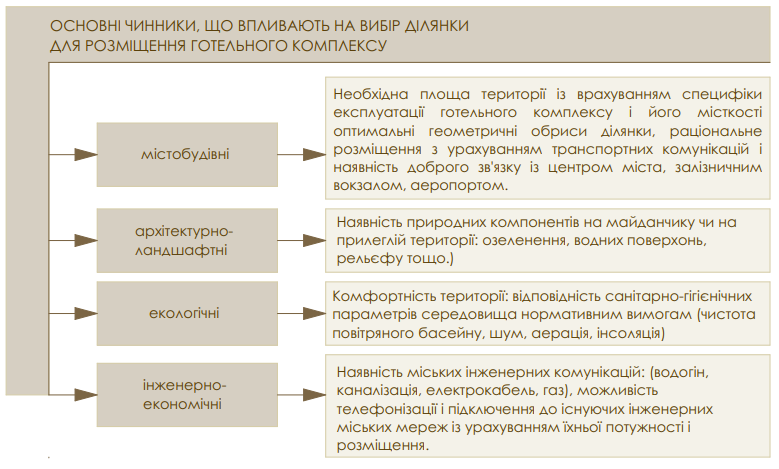 ОСНОВНІ ЧИННИКИ, ЩО ВПЛИВАЮТЬ НА ВИБІР ДІЛЯНКИ
ДЛЯ РОЗМІЩЕННЯ ГОТЕЛЬНОГО КОМПЛЕКСУ
містобудівні
Необхідна площа території із врахуванням специфіки
експлуатації готельного комплексу і його місткості
оптимальні геометричні обриси ділянки, раціональне
розміщення з урахуванням транспортних комунікацій і
наявність доброго зв'язку із центром міста, залізничним
вокзалом, аеропортом.
архітектурно-
ландшафтні
Наявність природних компонентів на майданчику чи на
прилеглій території: озеленення, водних поверхонь,
рельєфу тощо.)
екологічні
Комфортність території: відповідність санітарно-гігієнічних
параметрів середовища нормативним вимогам (чистота
повітряного басейну, шум, аерація, інсоляція)
інженерно-
економічні
Наявність міських інженерних комунікацій: (водогін,
каналізація, електрокабель, газ), можливість
телефонізації і підключення до існуючих інженерних
міських мереж із урахуванням їхньої потужності і
розміщення.